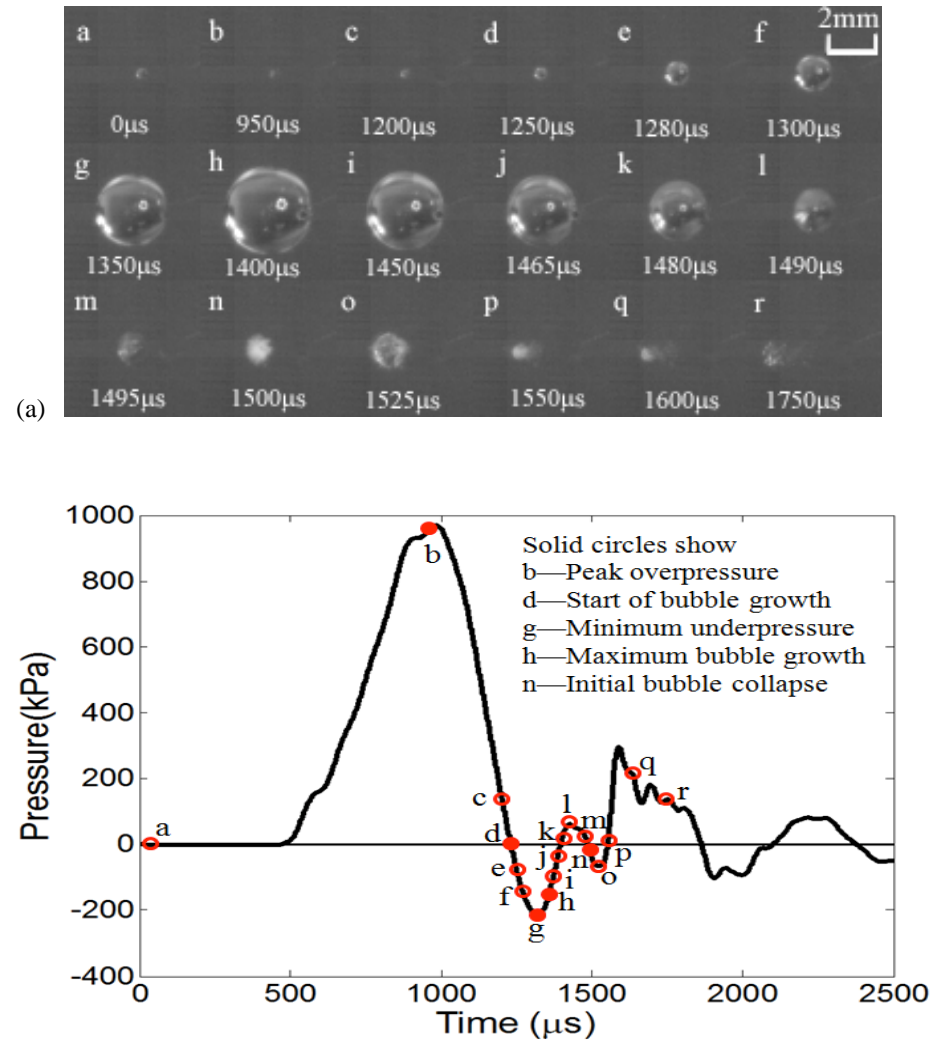 a b c d e f 2mm
0μs 950μs 1200μs 1250μs 1280μs 1300μs
g h i j k l
1350μs 1400μs 1450μs 1465μs 1480μs 1490μs
m n o p q r
1495μs 1500μs 1525μs 1550μs 1600μs 1750μs
(a)
1000
800
600
400
200
0
-200
-400
Pressure(kPa)
Solid circles show
b—Peak overpressure
d—Start of bubble growth
g—Minimum underpressure
h—Maximum bubble growth
n—Initial bubble collapse
a
b
c
d
e
f
g
h
i
j
k
l
m
n
o
p
q
r
0 500 1000 1500 2000 2500
Time (μs)